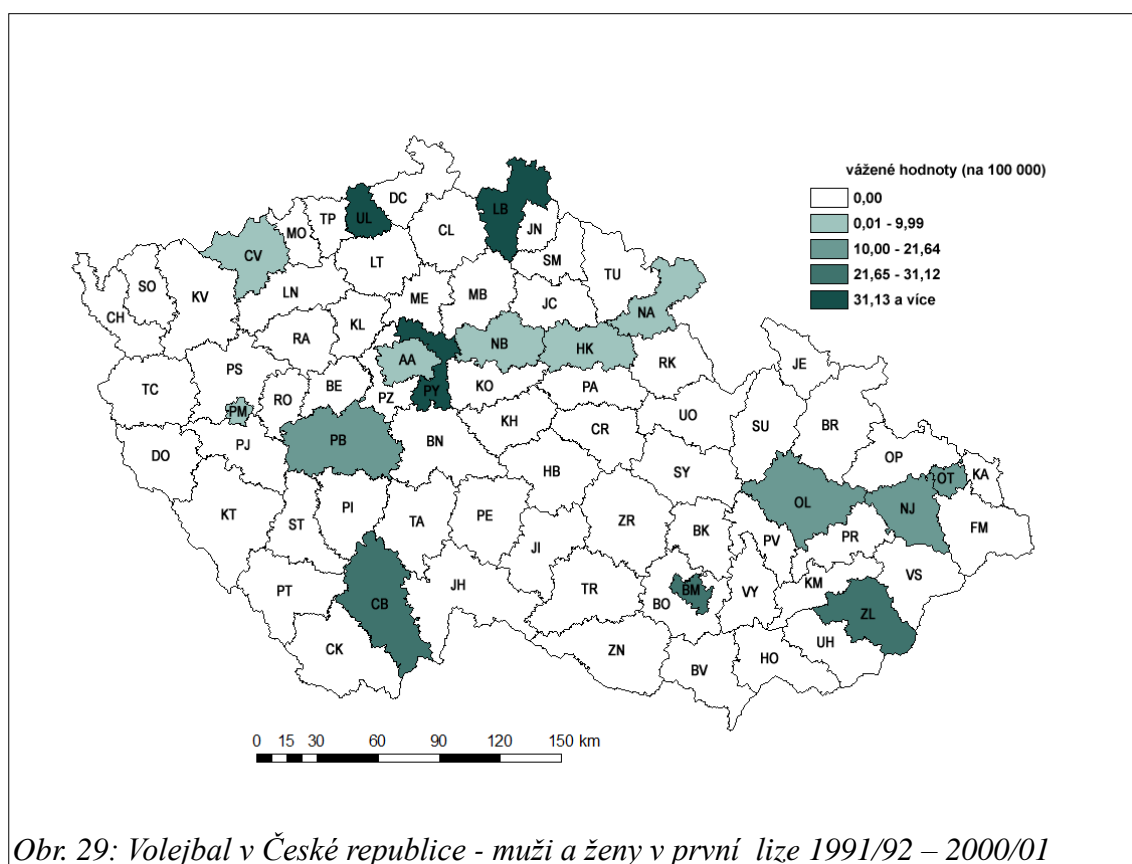 vážené hodnoty (na 100 000)
0,00
0,01 - 9,99
10,00 - 21,64
21,65 - 31,12
31,13 a více
DC
LB
UL
TP
MO
JN
CL
CV
LT
SM
TU
SO
KV
LN
ME
MB
JC
NA
CH
KL
RA
NB
HK
AA
RK
PS
JE
TC
BE
RO
PZ
PY
KO
PA
PM
UO
SU
BR
KH
CR
PB
BN
PJ
DO
OP
KA
OT
HB
SY
OL
NJ
KT
ST
PI
TA
PE
ZR
FM
BK
PV
PR
JI
VS
PT
JH
TR
BO
BM
VY
KM
CB
ZL
CK
ZN
UH
HO
BV
0 15 30 60 90 120 150 km
Obr. 29: Volejbal v České republice - muži a ženy v první lize 1991/92 – 2000/01